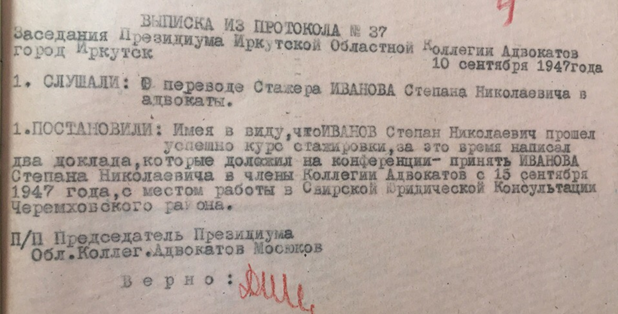 ВЫПИСКА ИЗ ПРОТОКОЛА № 37
Заседания Президиума Иркутской Областной Коллегии Адвокатов
город Иркутск
10 сентября 1947года
1. СЛУШАЛИ: О переводе Стажера ИВАНОВА Степана Николаевича в
адвокаты.
1.ПОСТАНОВИЛИ: Имея в виду,чтоИВАНОВ Степан Николаевич прошел
успешно курс стажировки,за это время написал
два доклада,которые доложил на конференции- принять ИВАНОВА
Степана Николаевича в члены Коллегии Адвокатов с 15 сентября
1947 года,с местом работы в Свирской Юридической Консультации
Черемховского района.
П/П Председатель Президиума
Обл.Коллег.Адвокатов Мосюков
Верно: